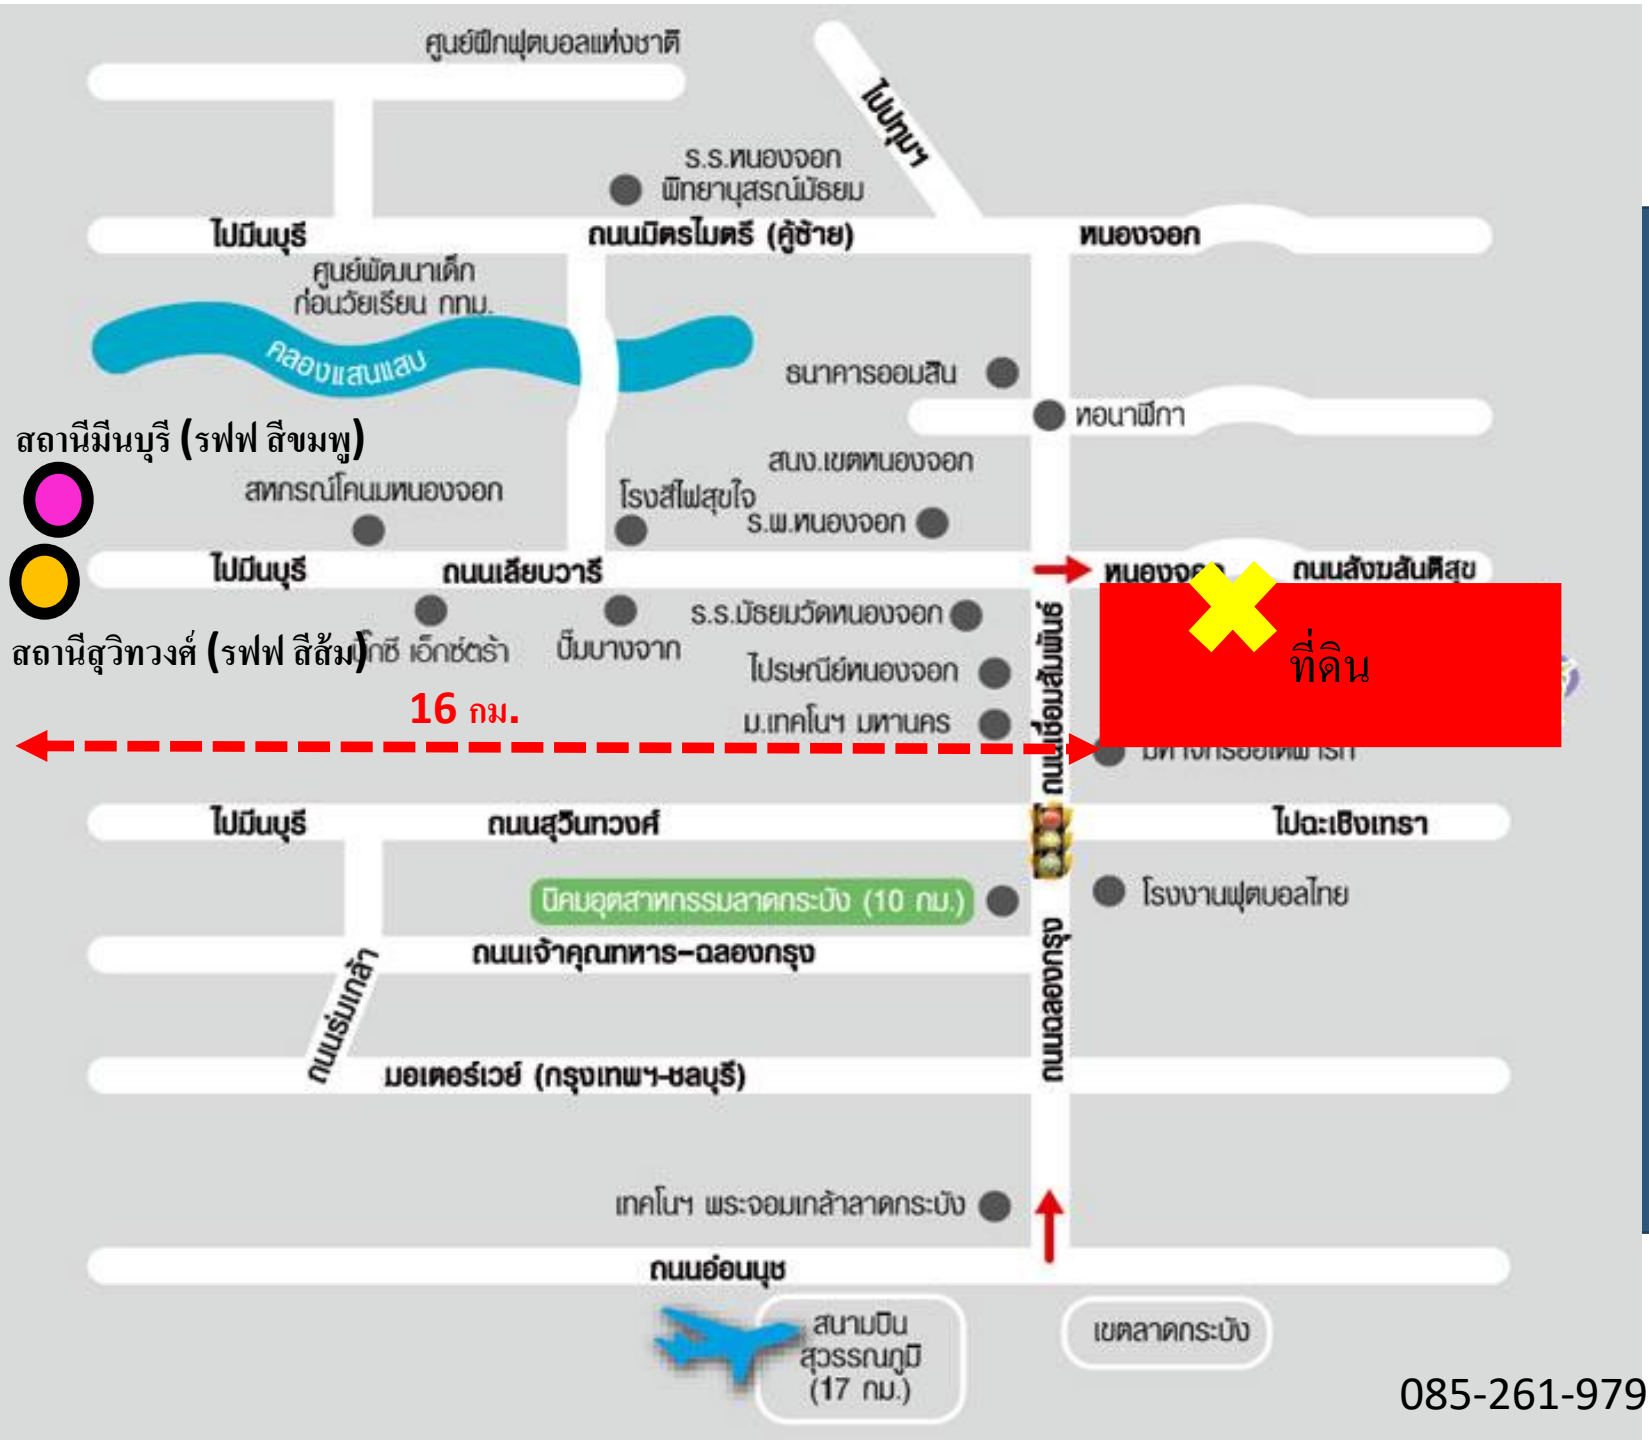 ศูนย์ฝึกฟุตบอลแห่งชาติ
ไปปทุมฯ
ร.ร.หนองจอก
พิทยานุสรณ์มัธยม
ไปมีนบุรี
ถนนมิตรไมตรี (คู้ซ้าย)
หนองจอก
ศูนย์พัฒนาเด็ก
ก่อนวัยเรียน กทม.
คลองแสนแสบ
ธนาคารออมสิน
หอนาฬิกา
สถานีมีนบุรี (รฟฟ สีชมพู)
สนง.เขตหนองจอก
สหกรณ์โคนมหนองจอก
โรงสีไฟสุขใจ
ร.พ.หนองจอก
ไปมีนบุรี
ถนนเลียบวารี
ถนนสังฆสันติสุข
ร.ร.มัธยมวัดหนองจอก
สถานีสุวิทวงศ์ (รฟฟ สีส้ม)
เอ็กซ์ตร้า
ปั๊มบางจาก
ไปรษณีย์หนองจอก
ที่ดิน
16 กม.
ม.เทคโนฯ มหานคร
ถนนเชื่อมสัมพันธ์
ไปมีนบุรี
ถนนสุวินทวงศ์
ไปฉะเชิงเทรา
นิคมอุตสาหกรรมลาดกระบัง (10 กม.)
โรงงานฟุตบอลไทย
ถนนเจ้าคุณทหาร-ฉลองกรุง
ถนนฉลองกรุง
ถนนร่มเกล้า
มอเตอร์เวย์ (กรุงเทพฯ-ชลบุรี)
เทคโนฯ พระจอมเกล้าลาดกระบัง
ถนนอ่อนนุช
สนามบิน
สุวรรณภูมิ
(17 กม.)
เขตลาดกระบัง
085-261-979